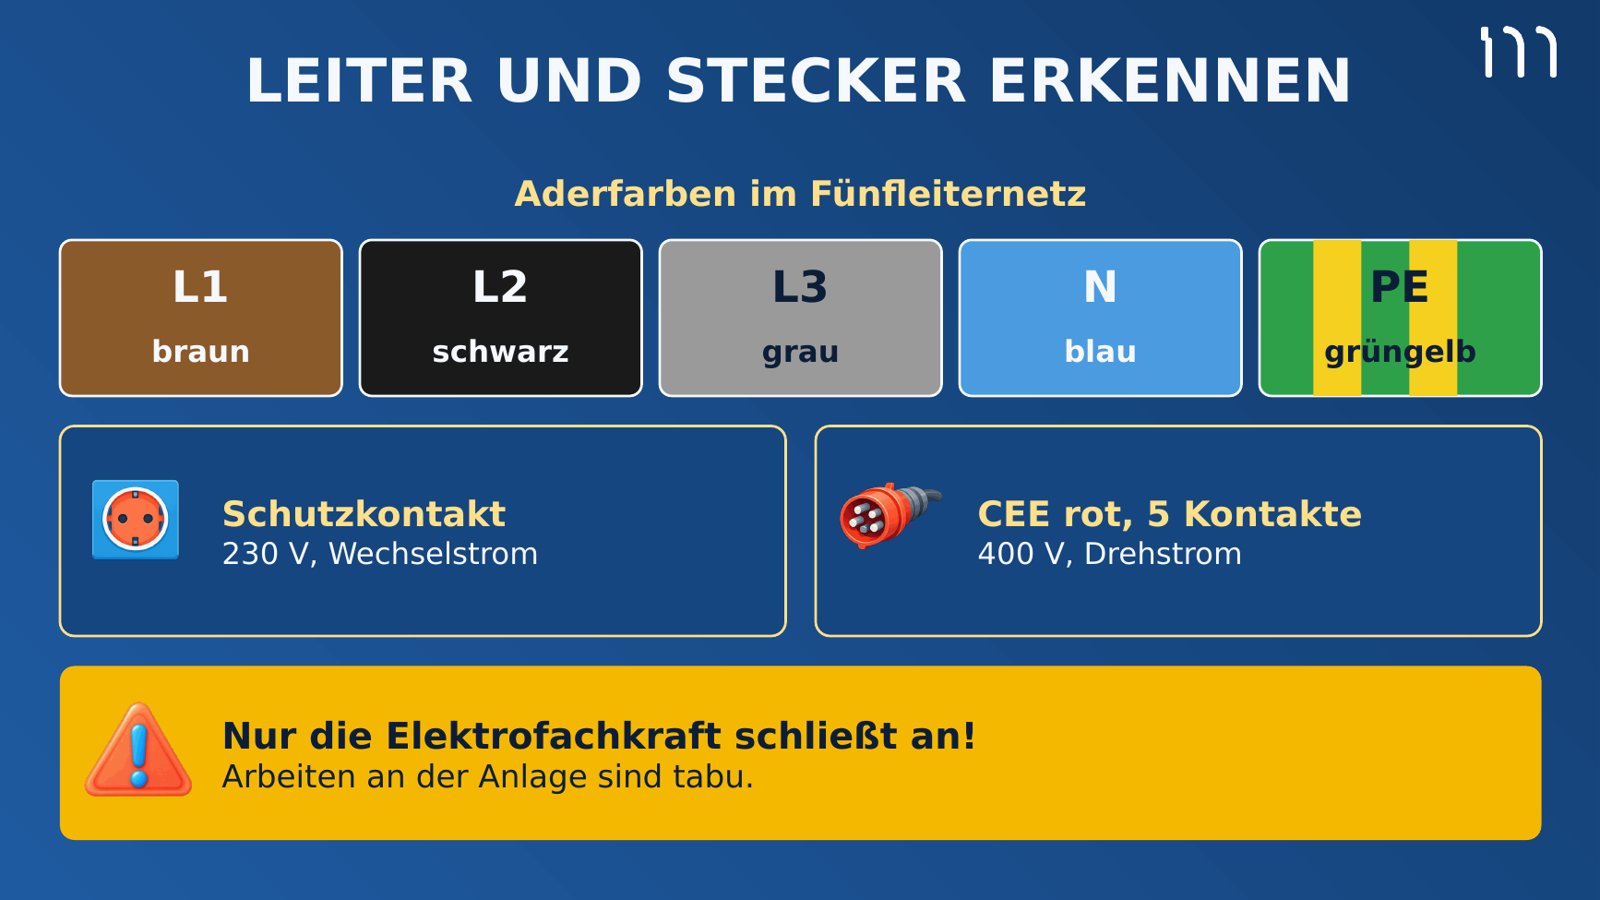 LEITER UND STECKER ERKENNEN
Aderfarben im Fünfleiternetz
L1
braun
L2
schwarz
L3
grau
N
blau
PE
grüngelb
Schutzkontakt
230 V, Wechselstrom
CEE rot, 5 Kontakte
400 V, Drehstrom
Nur die Elektrofachkraft schließt an!
Arbeiten an der Anlage sind tabu.